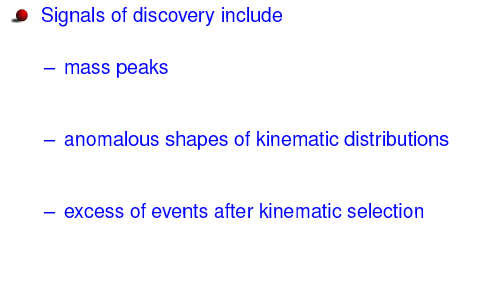 Signals of discovery include
– mass peaks
– anomalous shapes of kinematic distributions
– excess of events after kinematic selection